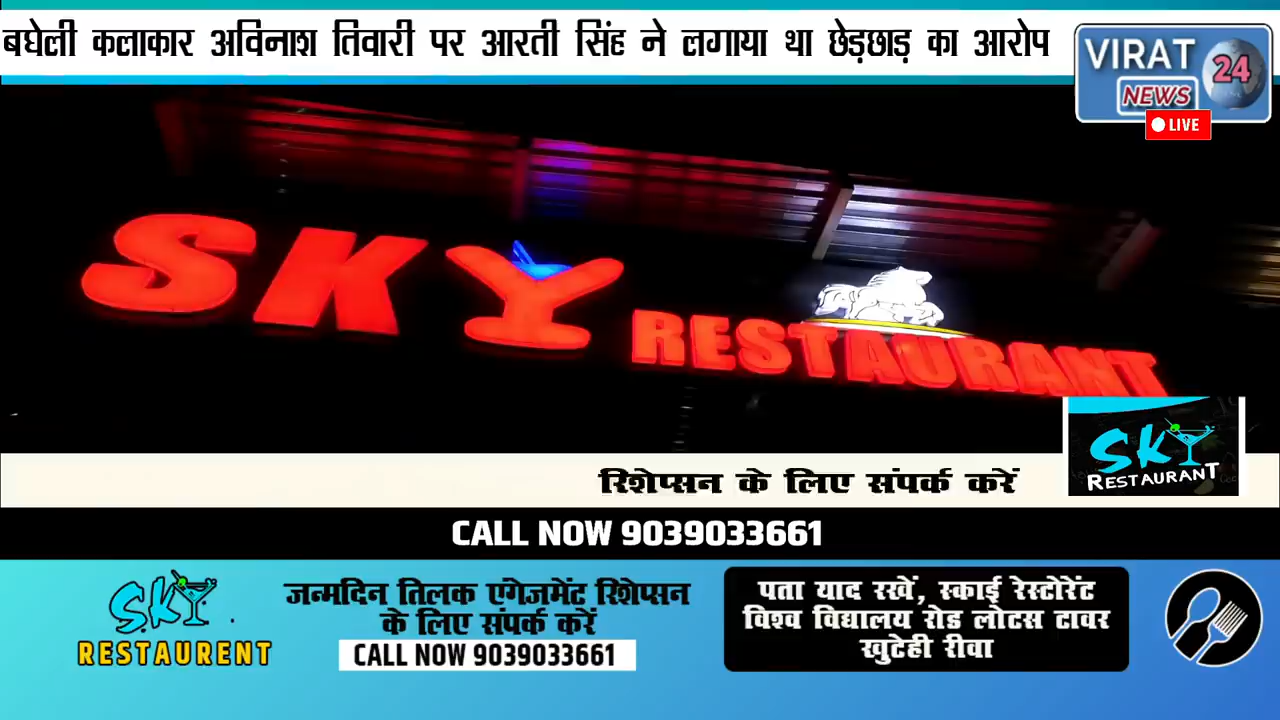 बघेली कलाकार अविनाश तिवारी पर आरती सिंह ने लगाया था छेड़छाड़ का आरोप
VIRAT
24
NEWS
LIVE
SKY RESTAURANT
SKY
RESTAURANT
रिशेप्सन के लिए संपर्क करें
CALL NOW 9039033661
SKY
RESTAURENT
जन्मदिन तिलक एंगेजमेंट रिशेप्सन
के लिए संपर्क करें
CALL NOW 9039033661
पता याद रखें, स्काई रेस्टोरेंट
विश्व विद्यालय रोड लोटस टावर
खुटेही रीवा